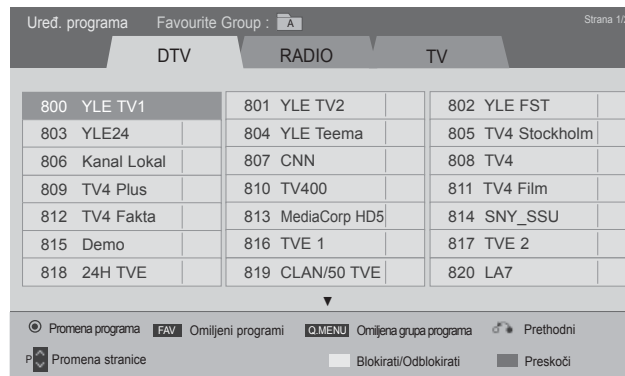 Uređ. programa Favourite Group : A Strana 1/2
DTV RADIO TV
800 YLE TV1 801 YLE TV2 802 YLE FST
803 YLE24 804 YLE Teema 805 TV4 Stockholm
806 Kanal Lokal 807 CNN 808 TV4
809 TV4 Plus 810 TV400 811 TV4 Film
812 TV4 Fakta 813 MediaCorp HD5 814 SNY_SSU
815 Demo 816 TVE 1 817 TVE 2
818 24H TVE 819 CLAN/50 TVE 820 LA7
Promena programa FAV Omiljeni programi Q.MENU Omiljena grupa programa Prethodni
P Promena stranice Blokirati/Odblokirati Preskoči